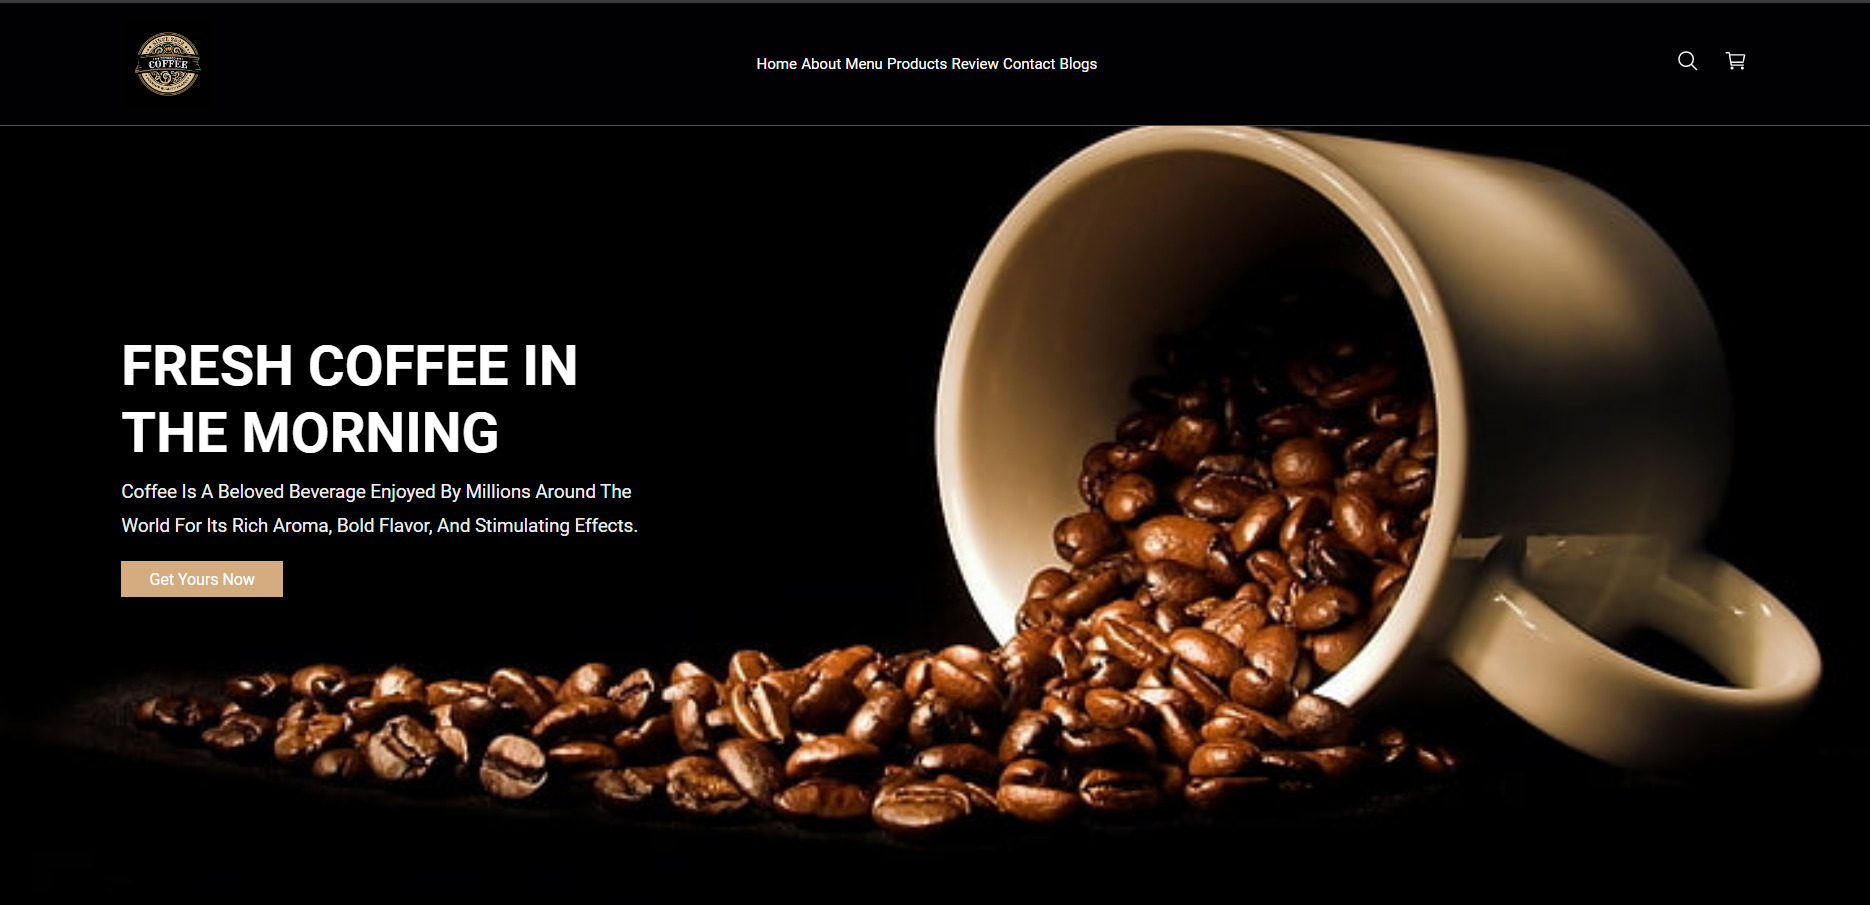 COFFEE
Home About Menu Products Review Contact Blogs
FRESH COFFEE IN
THE MORNING
Coffee Is A Beloved Beverage Enjoyed By Millions Around The
World For Its Rich Aroma, Bold Flavor, And Stimulating Effects.
Get Yours Now